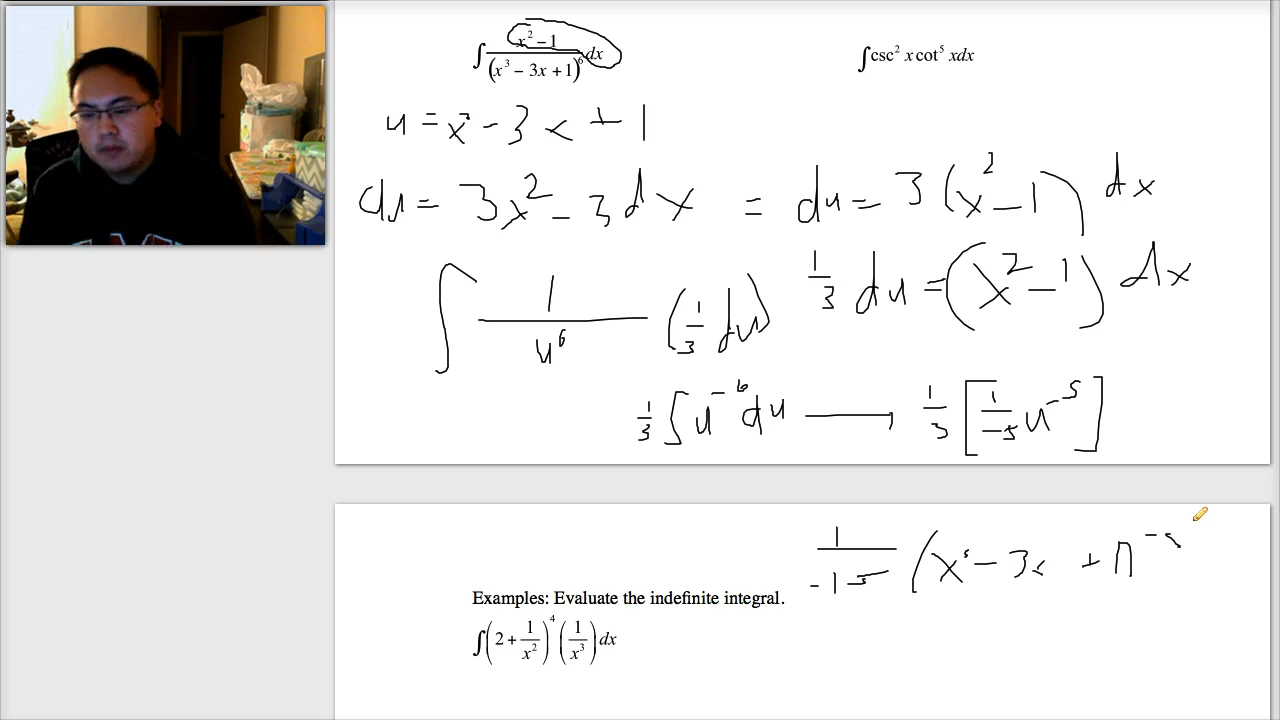 ∫ x² − 1 / (x³ − 3x + 1)⁶ dx
∫ csc² x cot⁵ x dx
u = x³ − 3x + 1
du = 3x² − 3 dx = du = 3(x² − 1) dx
∫ 1/u⁶ (1/3 du)
1/3 du = (x² − 1) dx
1/3 ∫ u⁻⁶ du → 1/3 [1/−5 u⁻⁵]
1/−15 (x³ − 3x + 1)⁻⁵
Examples: Evaluate the indefinite integral.
∫ (2 + 1/x²)⁴ (1/x³) dx